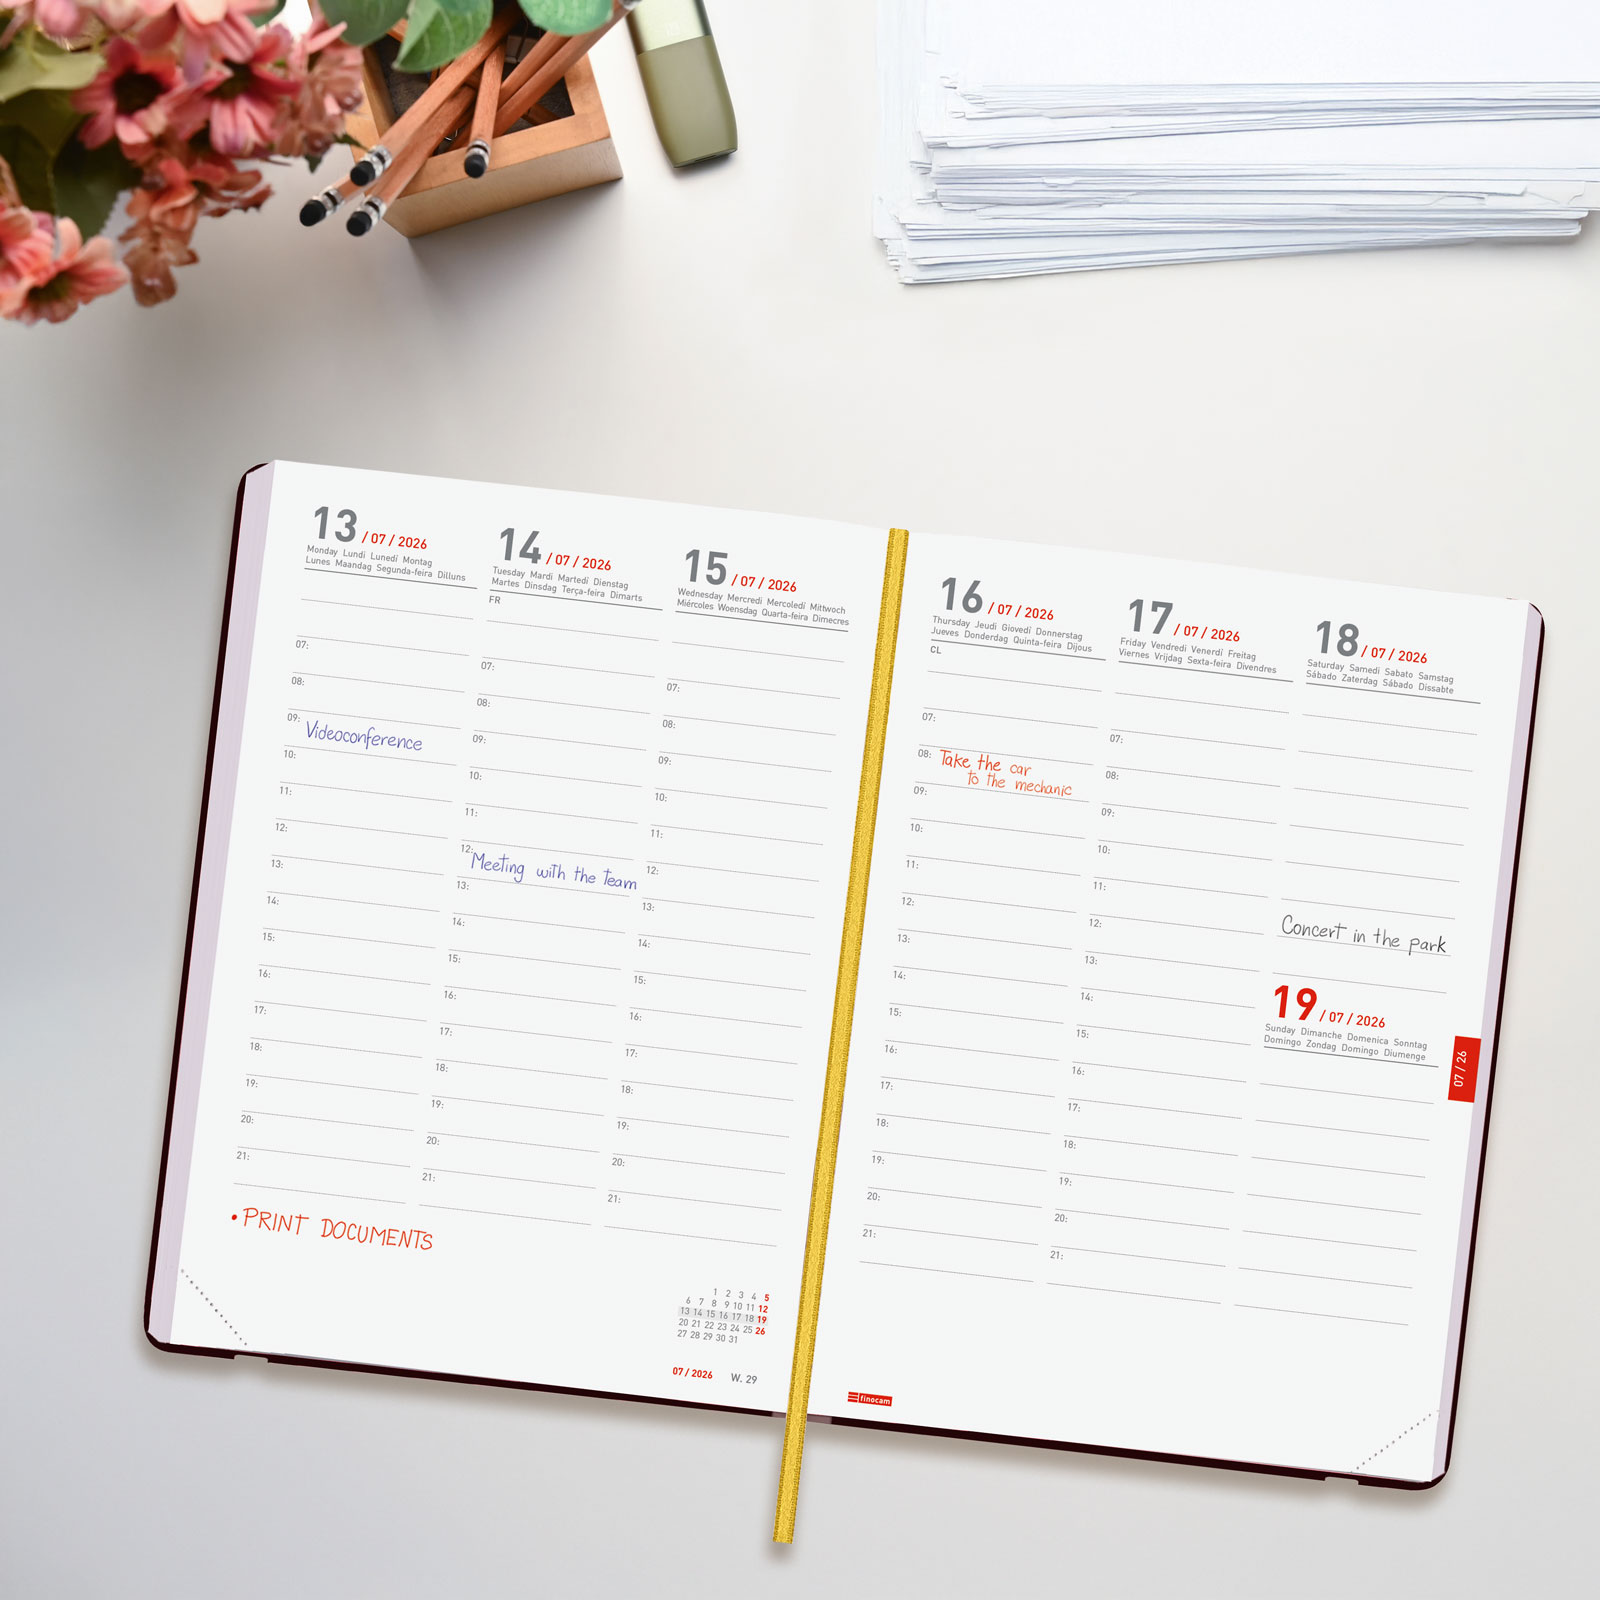 13 / 07 / 2026
Monday Lundi Lunedì Montag
Lunes Maandag Segunda-feira Dilluns
07:
08:
09: Videoconference
10:
11:
12:
13:
14:
15:
16:
17:
18:
19:
20:
21:
• PRINT DOCUMENTS
14 / 07 / 2026
Tuesday Mardi Martedì Dienstag
Martes Dinsdag Terça-feira Dimarts
FR
07:
08:
09:
10:
11:
12: Meeting with the team
13:
14:
15:
16:
17:
18:
19:
20:
21:
15 / 07 / 2026
Wednesday Mercredi Mercoledì Mittwoch
Miércoles Woensdag Quarta-feira Dimecres
07:
08:
09:
10:
11:
12:
13:
14:
15:
16:
17:
18:
19:
20:
21:
1 2 3 4 5
6 7 8 9 10 11 12
13 14 15 16 17 18 19
20 21 22 23 24 25 26
27 28 29 30 31
07 / 2026 W. 29
16 / 07 / 2026
Thursday Jeudi Giovedì Donnerstag
Jueves Donderdag Quinta-feira Dijous
CL
07:
08: Take the car
to the mechanic
09:
10:
11:
12:
13:
14:
15:
16:
17:
18:
19:
20:
21:
finocam
17 / 07 / 2026
Friday Vendredi Venerdì Freitag
Viernes Vrijdag Sexta-feira Divendres
07:
08:
09:
10:
11:
12:
13:
14:
15:
16:
17:
18:
19:
20:
21:
18 / 07 / 2026
Saturday Samedi Sabato Samstag
Sábado Zaterdag Sábado Dissabte
Concert in the park
19 / 07 / 2026
Sunday Dimanche Domenica Sonntag
Domingo Zondag Domingo Diumenge
07 / 26